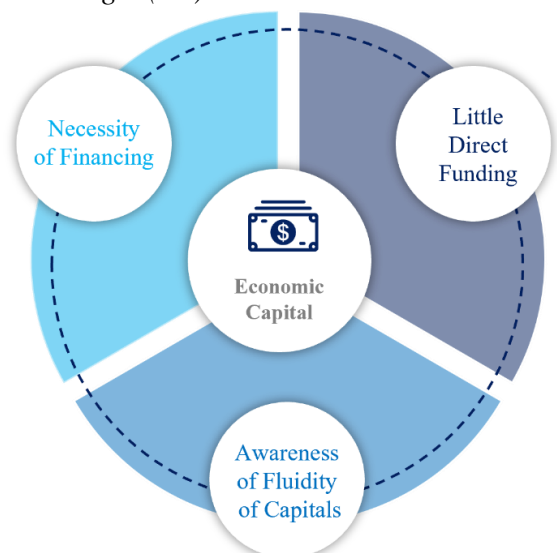 Necessity
of Financing
Little
Direct
Funding
$
Economic
Capital
Awareness
of Fluidity
of Capitals